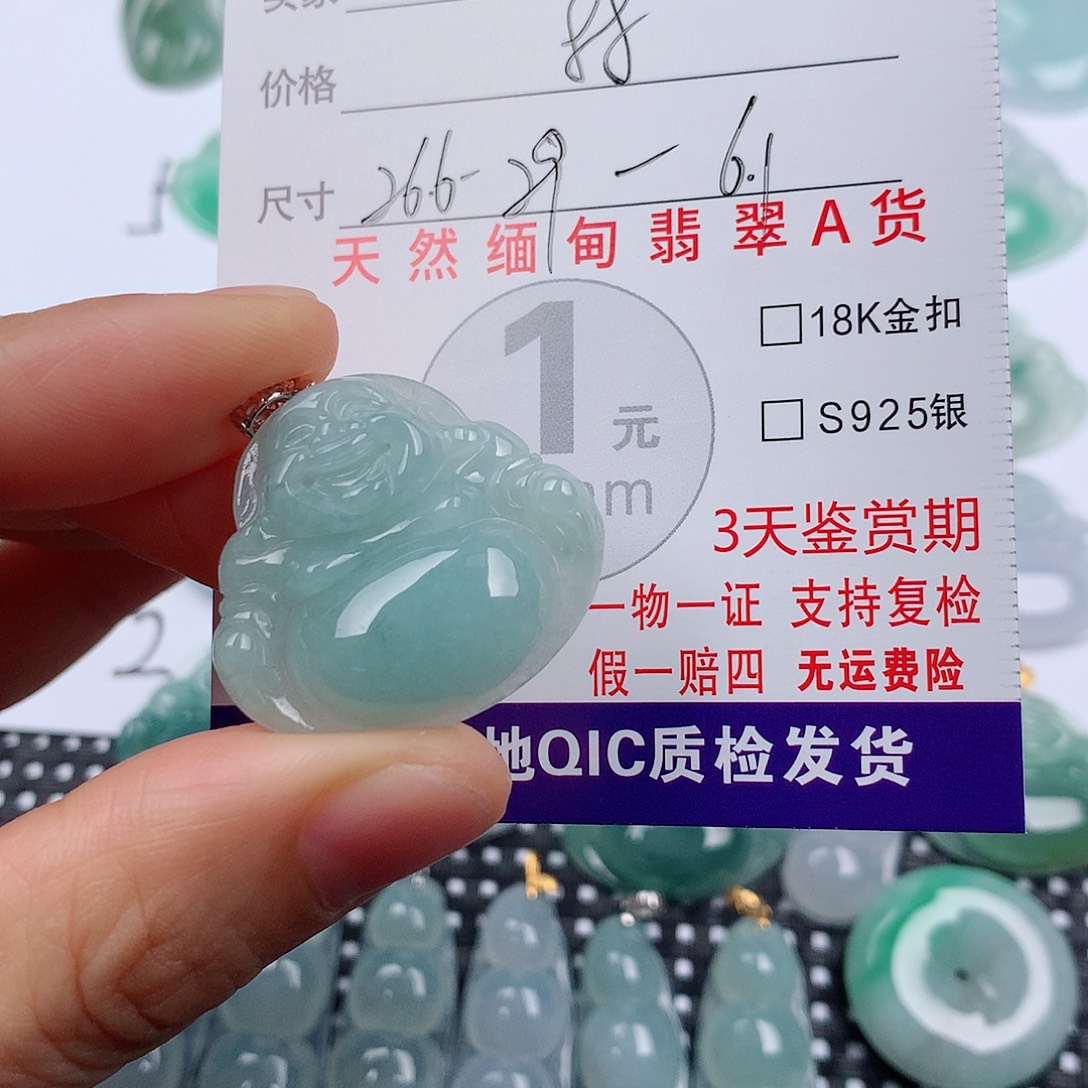 卖家
价格 88
尺寸 26.6-29-6.1
天然缅甸翡翠A货
1元
18K金扣
S925银
3天鉴赏期
一物一证 支持复检
假一赔四 无运费险
地QIC质检发货
2